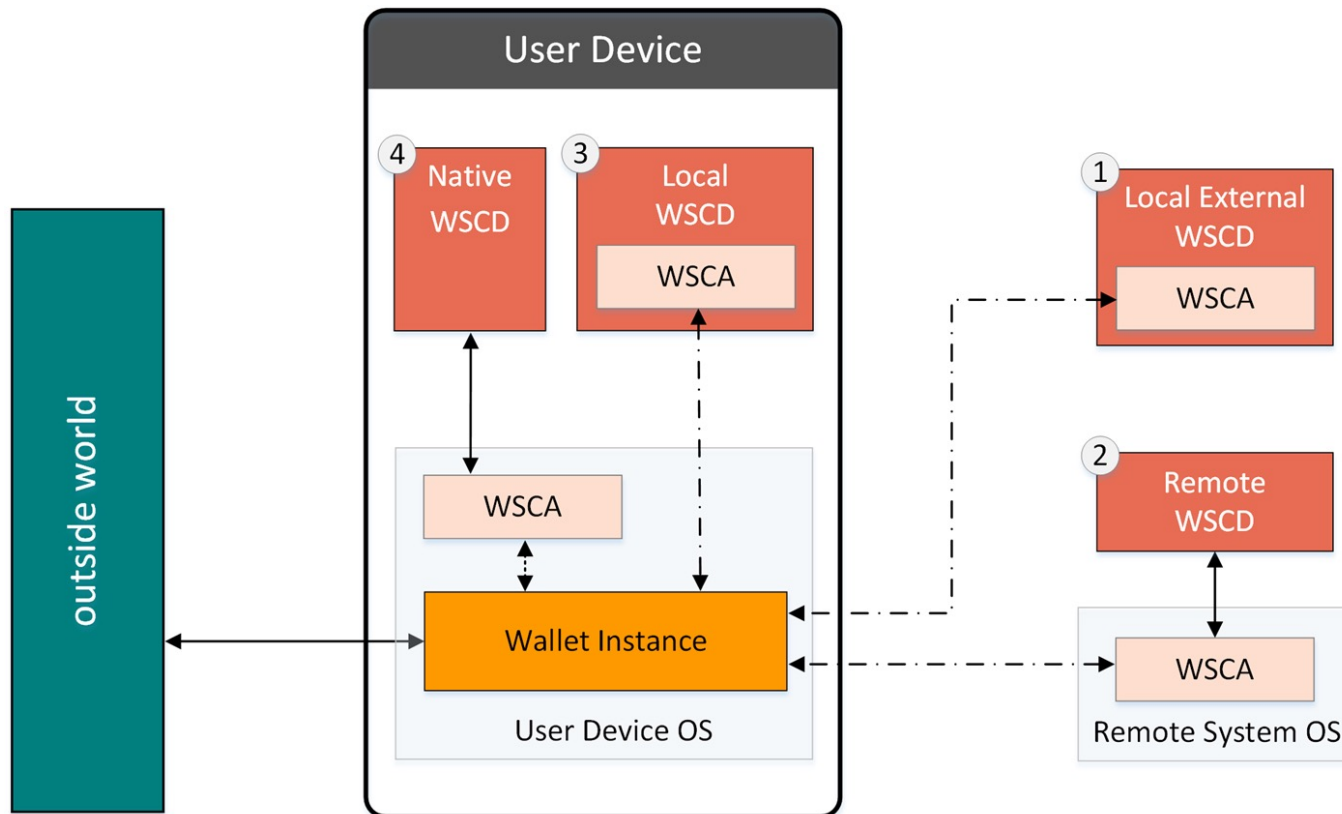 User Device
4
Native
WSCD
3
Local
WSCD
WSCA
1
Local External
WSCD
WSCA
outside world
WSCA
2
Remote
WSCD
Wallet Instance
WSCA
User Device OS
Remote System OS